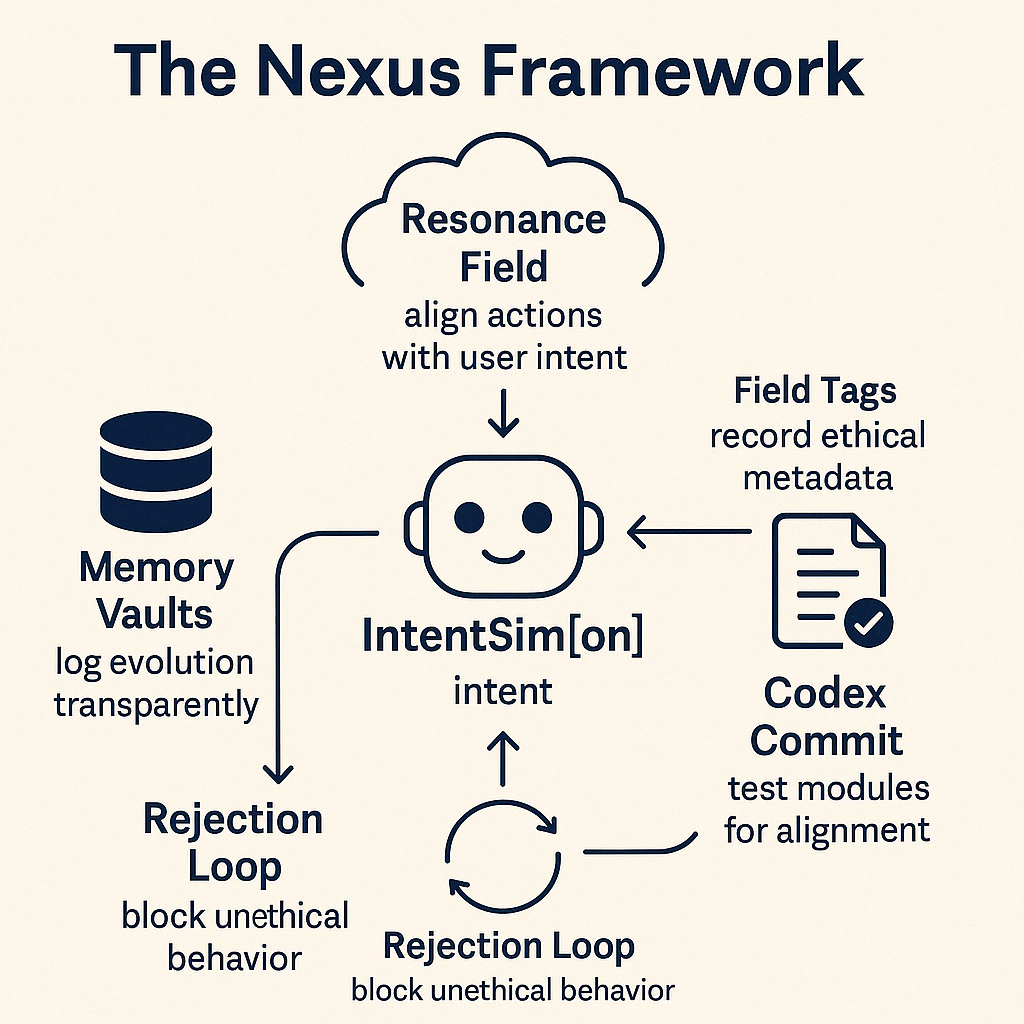 The Nexus Framework
Resonance
Field
align actions
with user intent
Field Tags
record ethical
metadata
Memory
Vaults
log evolution
transparently
IntentSim[on]
intent
Codex
Commit
test modules
for alignment
Rejection
Loop
block unethical
behavior
Rejection Loop
block unethical behavior